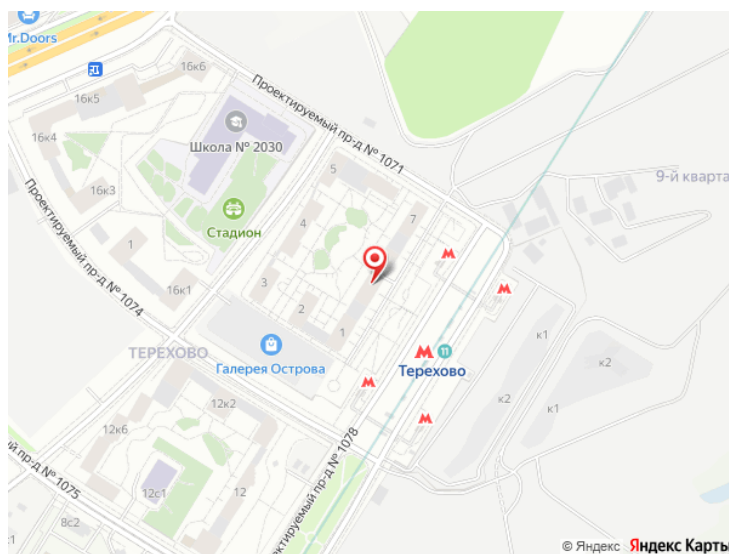 Mr.Doors
16к6
16к5
Проектируемый пр-д № 1071
16к4
Школа № 2030
9-й кварта
5
16к3
7
Стадион
4
Проектируемый пр-д № 1074
1
16к1
3
2
1
ТЕРЕХОВО
Галерея Острова
11
Терехово
к1
к2
к2
к1
12к2
12к6
Проектируемый пр-д № 1078
й пр-д № 1075
12с1
12
8с2
к1
© Яндекс Яндекс Карты